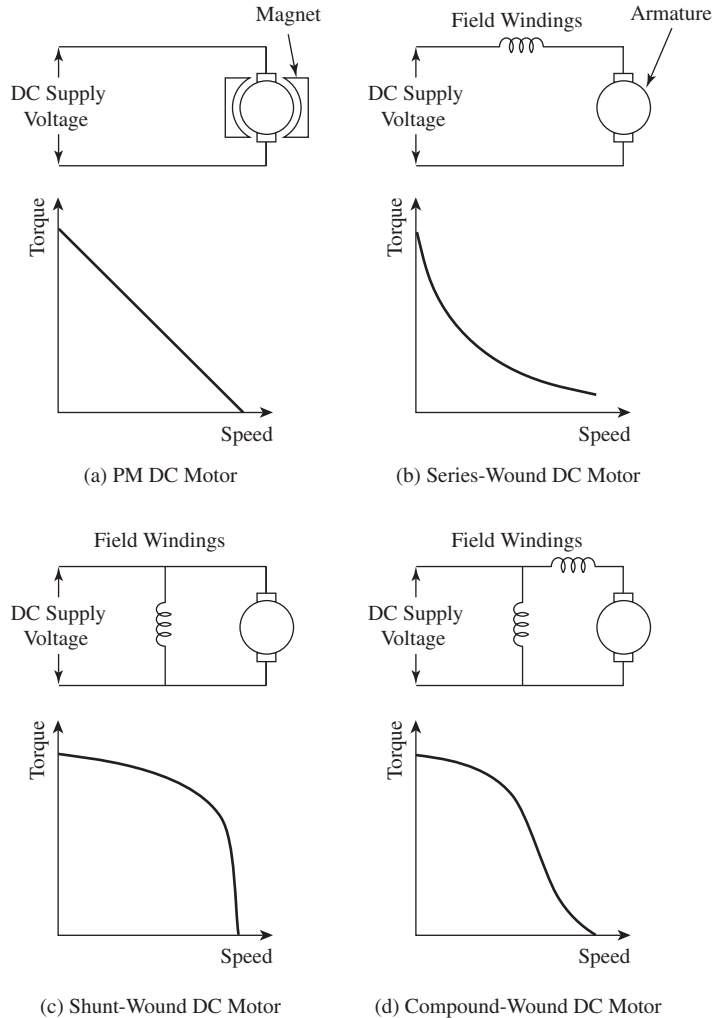 Magnet
DC Supply
Voltage
Torque
Speed
(a) PM DC Motor
Field Windings
Armature
DC Supply
Voltage
Torque
Speed
(b) Series-Wound DC Motor
Field Windings
DC Supply
Voltage
Torque
Speed
(c) Shunt-Wound DC Motor
Field Windings
DC Supply
Voltage
Torque
Speed
(d) Compound-Wound DC Motor